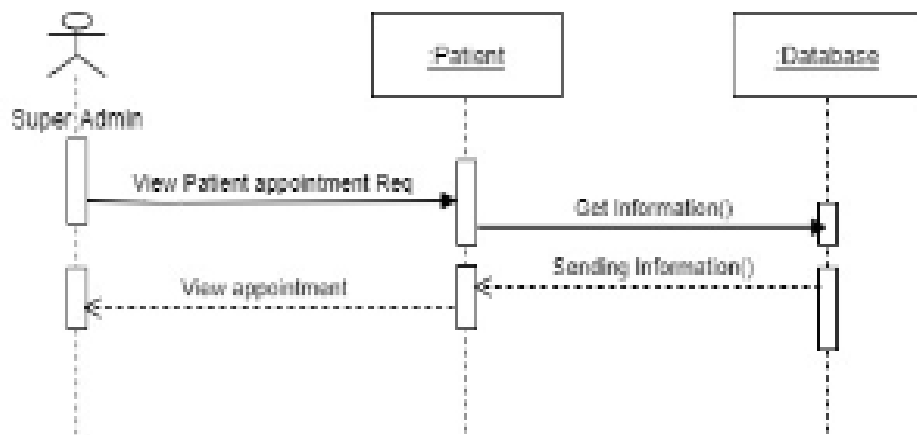 :Patient
:Database
Super Admin
View Patient appointment Req
Get Information()
Sending Information()
View appointment